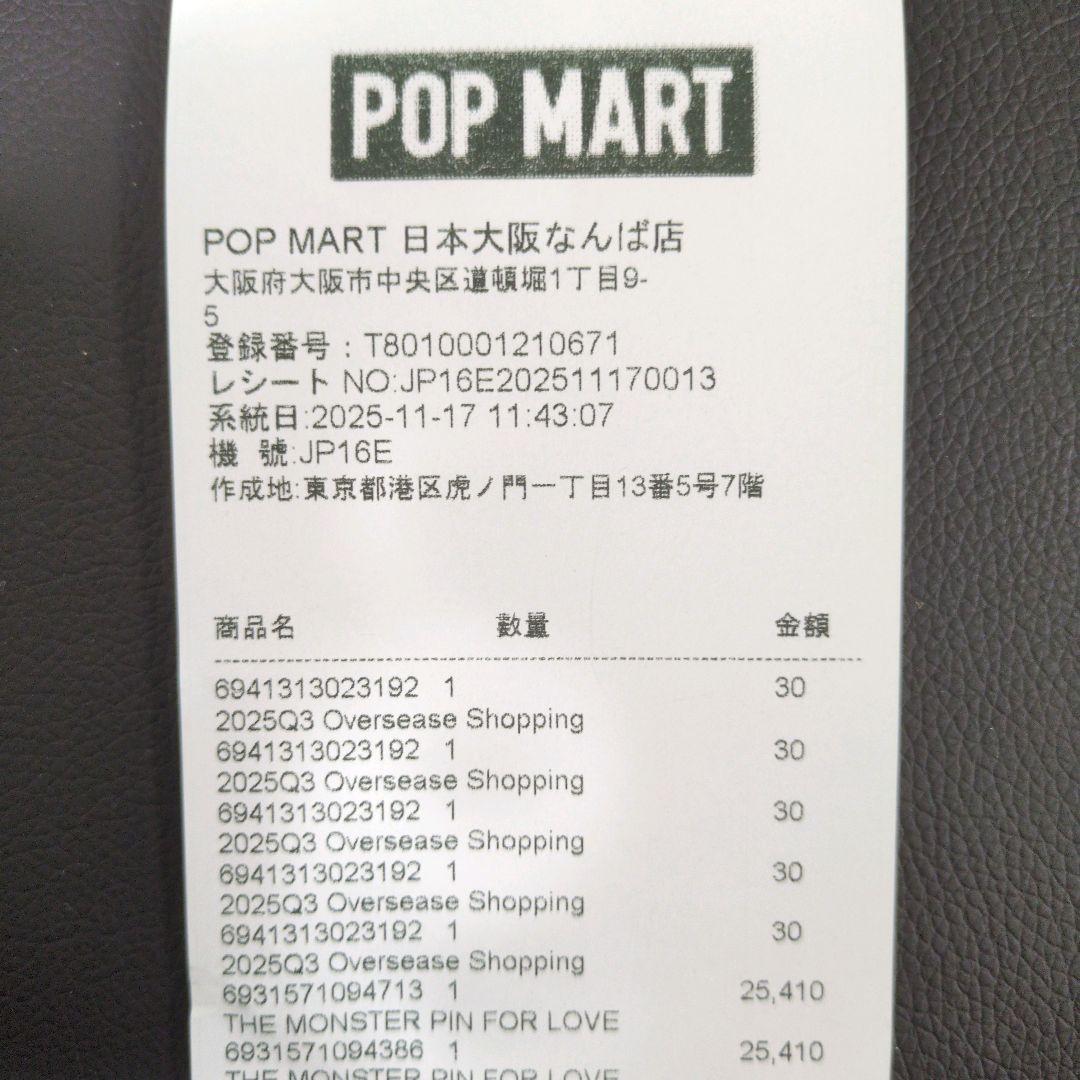 POP MART
POP MART 日本大阪なんば店
大阪府大阪市中央区道頓堀1丁目9-
5
登録番号：T8010001210671
レシート NO:JP16E202511170013
系統日:2025-11-17 11:43:07
機 號:JP16E
作成地:東京都港区虎ノ門一丁目13番5号7階
商品名 數量 金額
6941313023192 1 30
2025Q3 Oversease Shopping
6941313023192 1 30
2025Q3 Oversease Shopping
6941313023192 1 30
2025Q3 Oversease Shopping
6941313023192 1 30
2025Q3 Oversease Shopping
6941313023192 1 30
2025Q3 Oversease Shopping
6931571094713 1 25,410
THE MONSTER PIN FOR LOVE
6931571094386 1 25,410
THE MONSTER PIN FOR LOVE